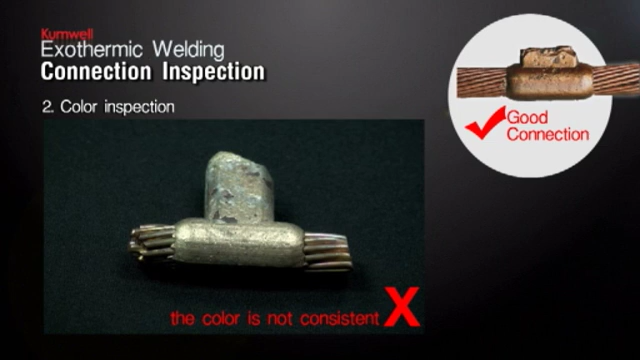 Kumwell
Exothermic Welding
Connection Inspection
2. Color inspection
Good
Connection
the color is not consistent X